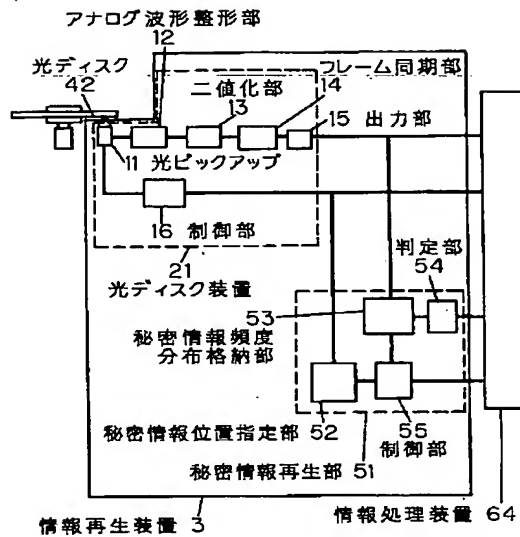 アナログ波形整形部
12
光ディスク
42
二値化部
13
フレーム同期部
14
15 出力部
11 光ピックアップ
16 制御部
21
光ディスク装置
判定部
54
53
秘密情報頻度
分布格納部
秘密情報位置指定部 52
55
制御部
秘密情報再生部 51
情報再生装置 3
情報処理装置 64